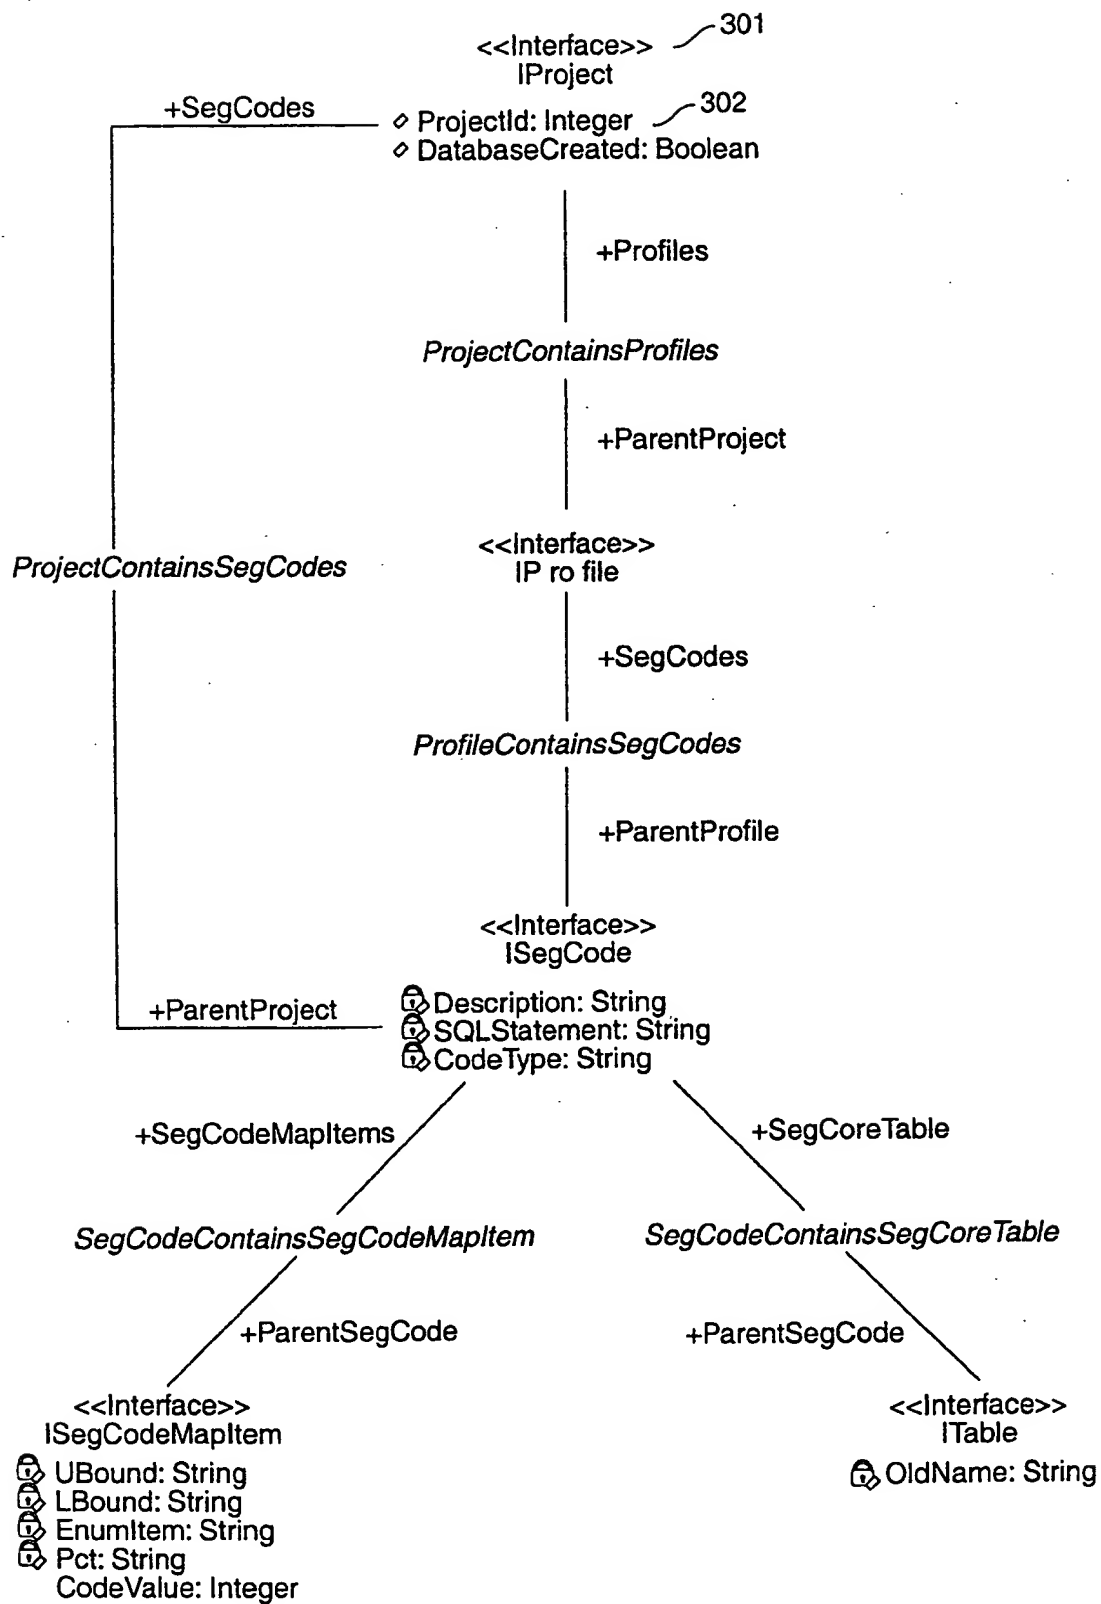 301
<<Interface>>
IProject
+SegCodes
302
ProjectId: Integer
DatabaseCreated: Boolean
+Profiles
ProjectContainsProfiles
+ParentProject
<<Interface>>
IP ro file
ProjectContainsSegCodes
+SegCodes
ProfileContainsSegCodes
+ParentProfile
<<Interface>>
ISegCode
+ParentProject
Description: String
SQLStatement: String
CodeType: String
+SegCodeMapItems
+SegCoreTable
SegCodeContainsSegCodeMapItem
SegCodeContainsSegCoreTable
+ParentSegCode
+ParentSegCode
<<Interface>>
ISegCodeMapItem
UBound: String
LBound: String
EnumItem: String
Pct: String
CodeValue: Integer
<<Interface>>
ITable
OldName: String